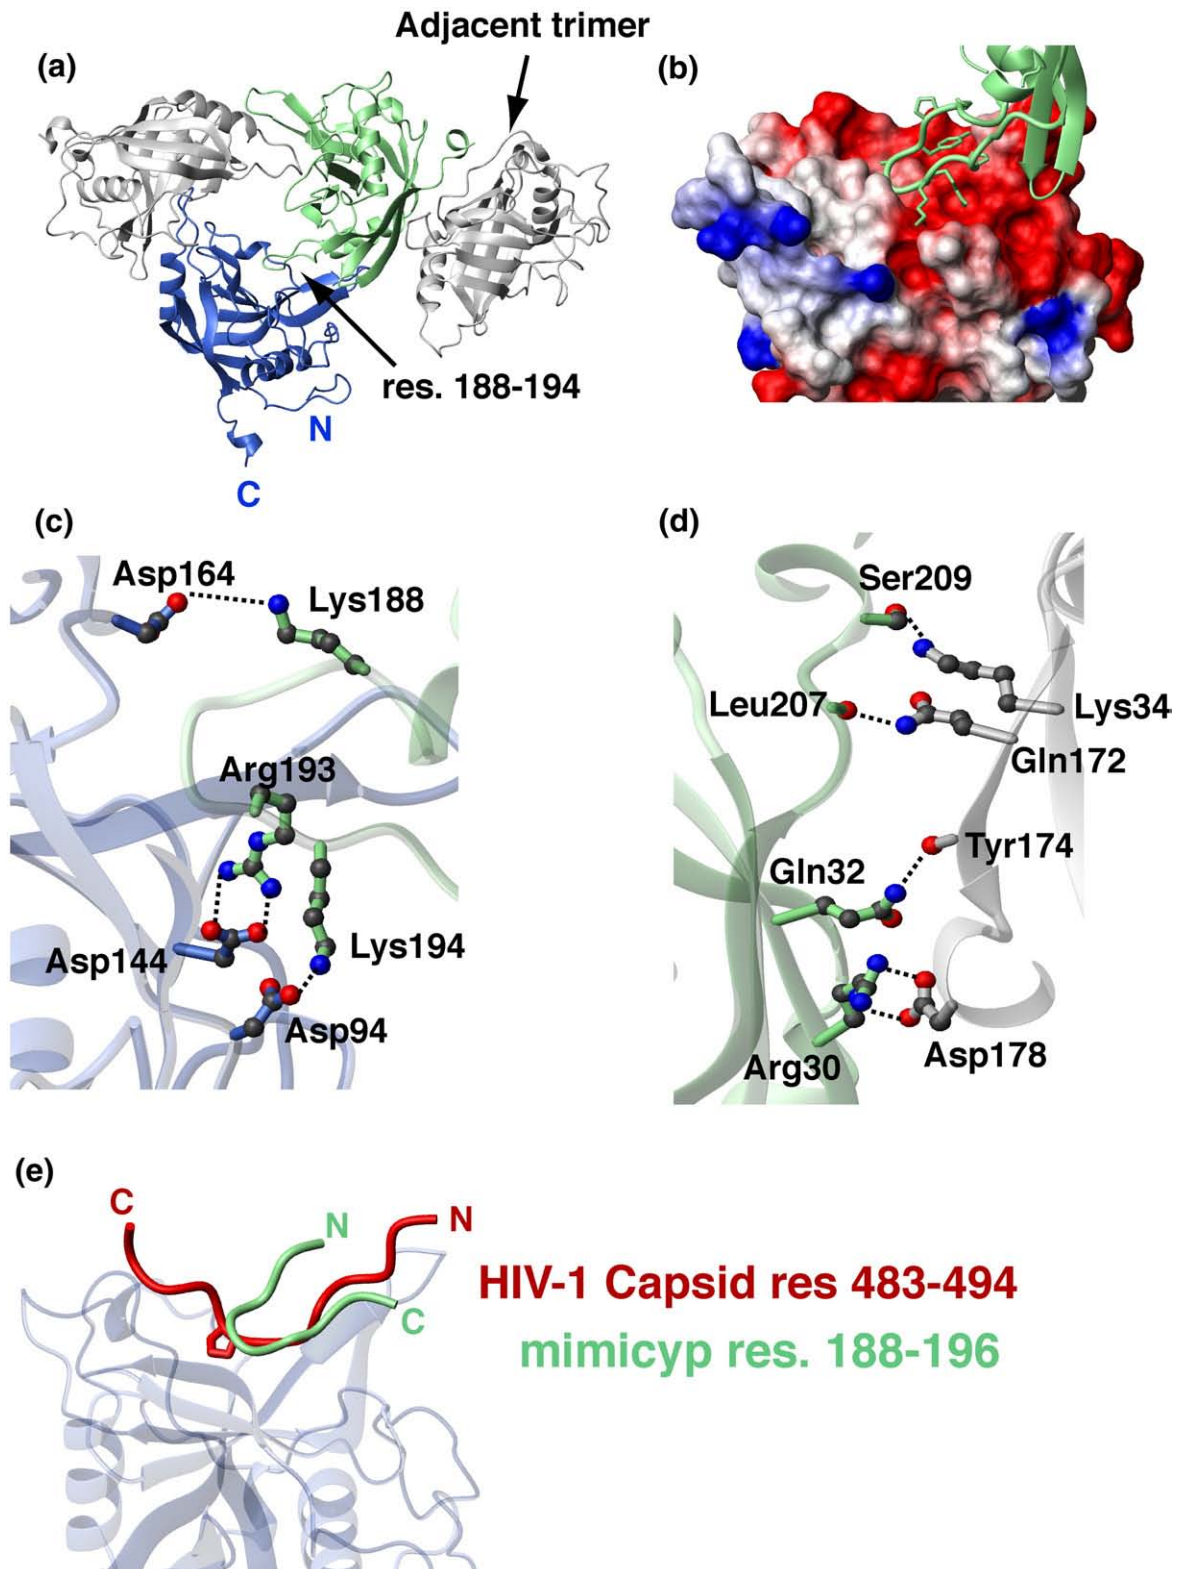 Adjacent trimer
(a)
(b)
res. 188-194
N
C
(c)
(d)
Asp164
Lys188
Arg193
Asp144
Lys194
Asp94
Ser209
Leu207
Lys34
Gln172
Tyr174
Gln32
Asp178
Arg30
(e)
C
N
N
C
HIV-1 Capsid res 483-494
mimicyp res. 188-196